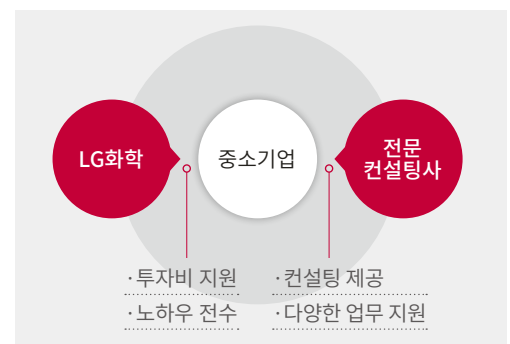 LG화학
중소기업
전문
컨설팅사
·투자비 지원
·노하우 전수
·컨설팅 제공
·다양한 업무 지원